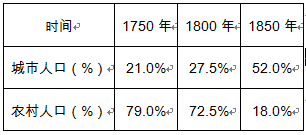 时间 1750 年 1800 年 1850 年
城市人口（%） 21.0% 27.5% 52.0%
农村人口（%） 79.0% 72.5% 18.0%